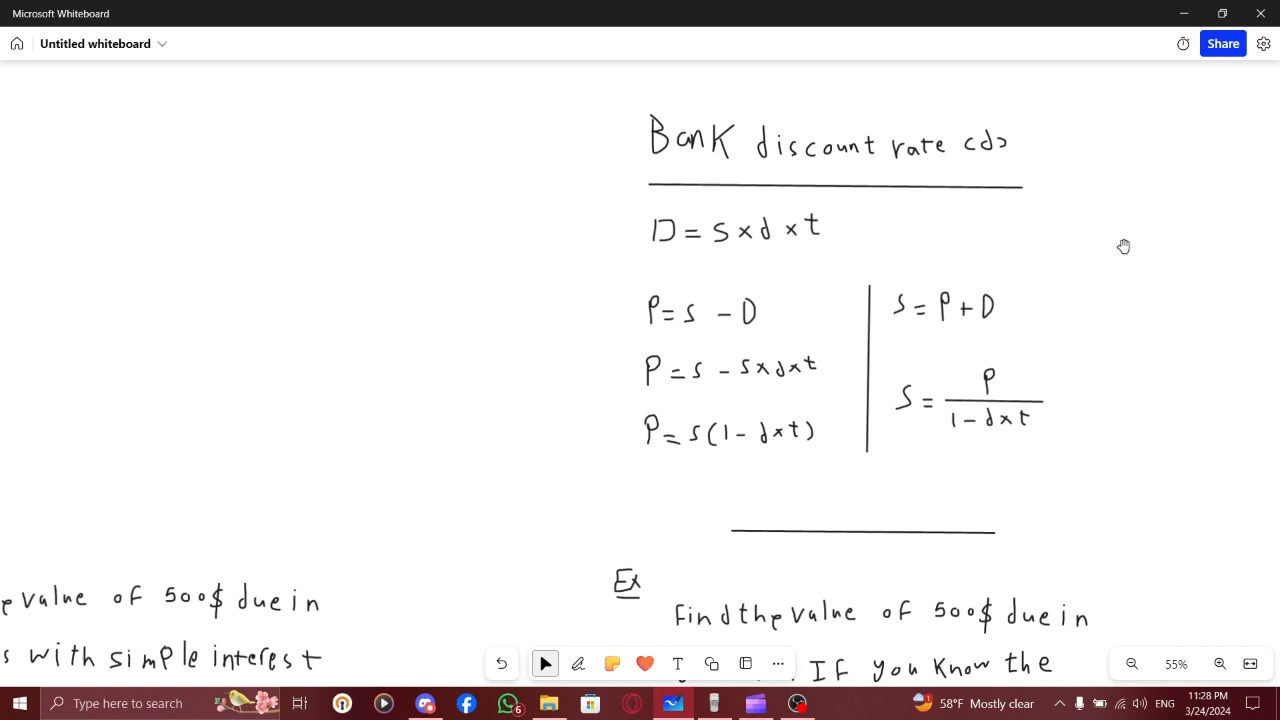 Microsoft Whiteboard
Untitled whiteboard
Share
Bank discount rate (d)
D = S × d × t
P = S - D
P = S - S × d × t
P = S(1 - d × t)
S = P + D
S = P / 1 - d × t
e value of 500$ due in
s with simple interest
Ex
Find the value of 500$ due in
. If you know the
55%
Type here to search
6
1
58°F Mostly clear
ENG
11:28 PM
3/24/2024